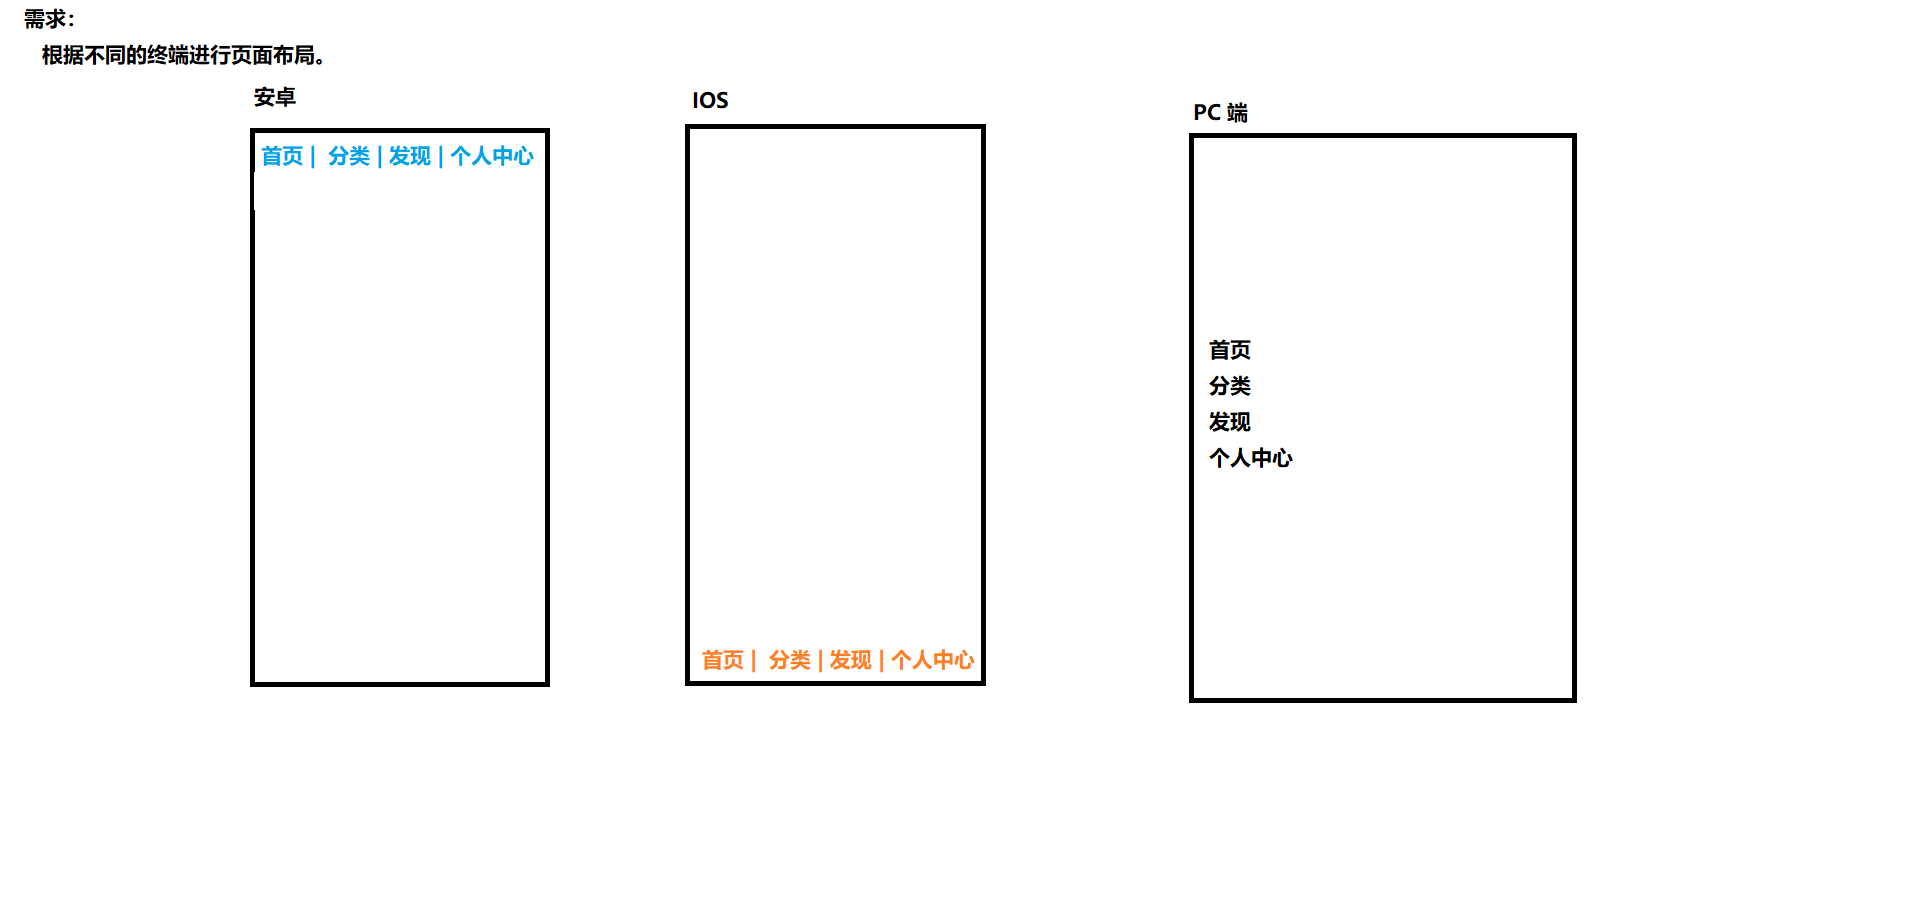 需求：
根据不同的终端进行页面布局。
安卓
首页 | 分类 | 发现 | 个人中心
IOS
首页 | 分类 | 发现 | 个人中心
PC 端
首页
分类
发现
个人中心